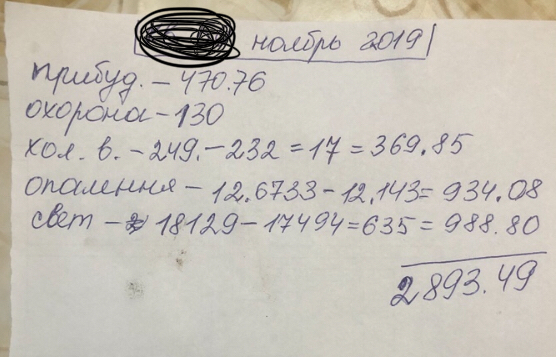 ноябрь 2019
прибуд. - 470.76
охорона - 130
хол. в. - 249. - 232 = 17 = 369.85
опалення - 12.6733 - 12.143 = 934.08
свет - 18129 - 17494 = 635 = 988.80
2893.49